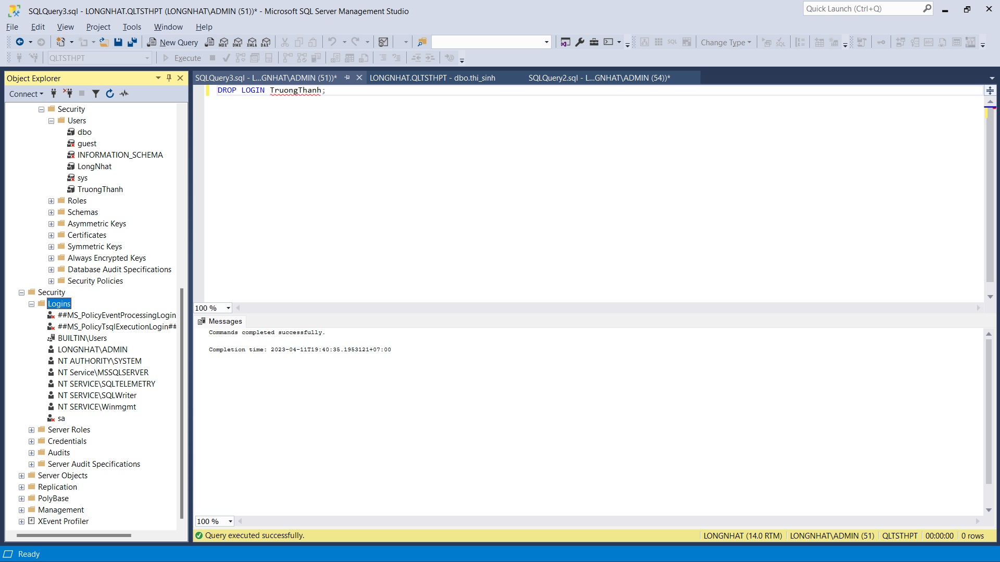 SQLQuery3.sql - LONGNHAT.QLTSTHPT (LONGNHAT\ADMIN (51))* - Microsoft SQL Server Management Studio
Quick Launch (Ctrl+Q)
File Edit View Project Tools Window Help
New Query MDX DMX XMLA DAX SQL Change Type SQL
QLTSTHPT Execute
Object Explorer
Connect
Security
Users
dbo
guest
INFORMATION_SCHEMA
LongNhat
sys
TruongThanh
Roles
Schemas
Asymmetric Keys
Certificates
Symmetric Keys
Always Encrypted Keys
Database Audit Specifications
Security Policies
Security
Logins
##MS_PolicyEventProcessingLogin
##MS_PolicyTsqlExecutionLogin##
BUILTIN\Users
LONGNHAT\ADMIN
NT AUTHORITY\SYSTEM
NT Service\MSSQLSERVER
NT SERVICE\SQLTELEMETRY
NT SERVICE\SQLWriter
NT SERVICE\Winmgmt
sa
Server Roles
Credentials
Audits
Server Audit Specifications
Server Objects
Replication
PolyBase
Management
XEvent Profiler
SQLQuery3.sql - L...GNHAT\ADMIN (51))* LONGNHAT.QLTSTHPT - dbo.thi_sinh SQLQuery2.sql - L...GNHAT\ADMIN (54))*
DROP LOGIN TruongThanh;
100 %
Messages
Commands completed successfully.
Completion time: 2023-04-11T19:40:35.1953121+07:00
100 %
Query executed successfully. LONGNHAT (14.0 RTM) LONGNHAT\ADMIN (51) QLTSTHPT 00:00:00 0 rows
Ready